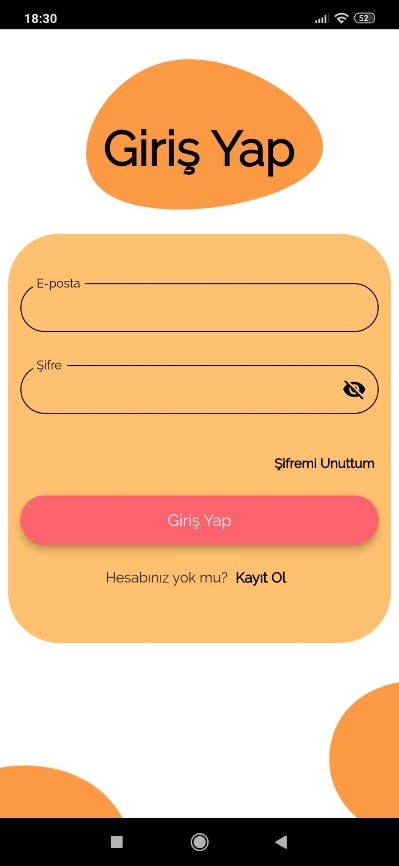 18:30
52
Giriş Yap
E-posta
Şifre
Şifremi Unuttum
Giriş Yap
Hesabınız yok mu? Kayıt Ol